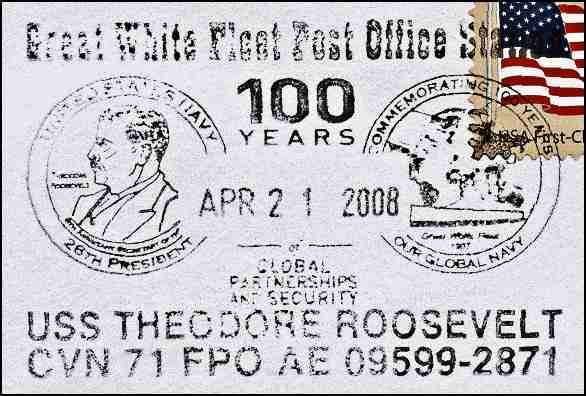 Great White Fleet Post Office Station
100
YEARS
UNITED STATES NAVY
THEODORE
ROOSEVELT
26TH PRESIDENT
COMMEMORATING 100 YEARS
Great White Fleet
1907
OUR GLOBAL NAVY
USA First-Cl
APR 21 2008
of
GLOBAL
PARTNERSHIPS
AND SECURITY
USS THEODORE ROOSEVELT
CVN 71 FPO AE 09599-2871